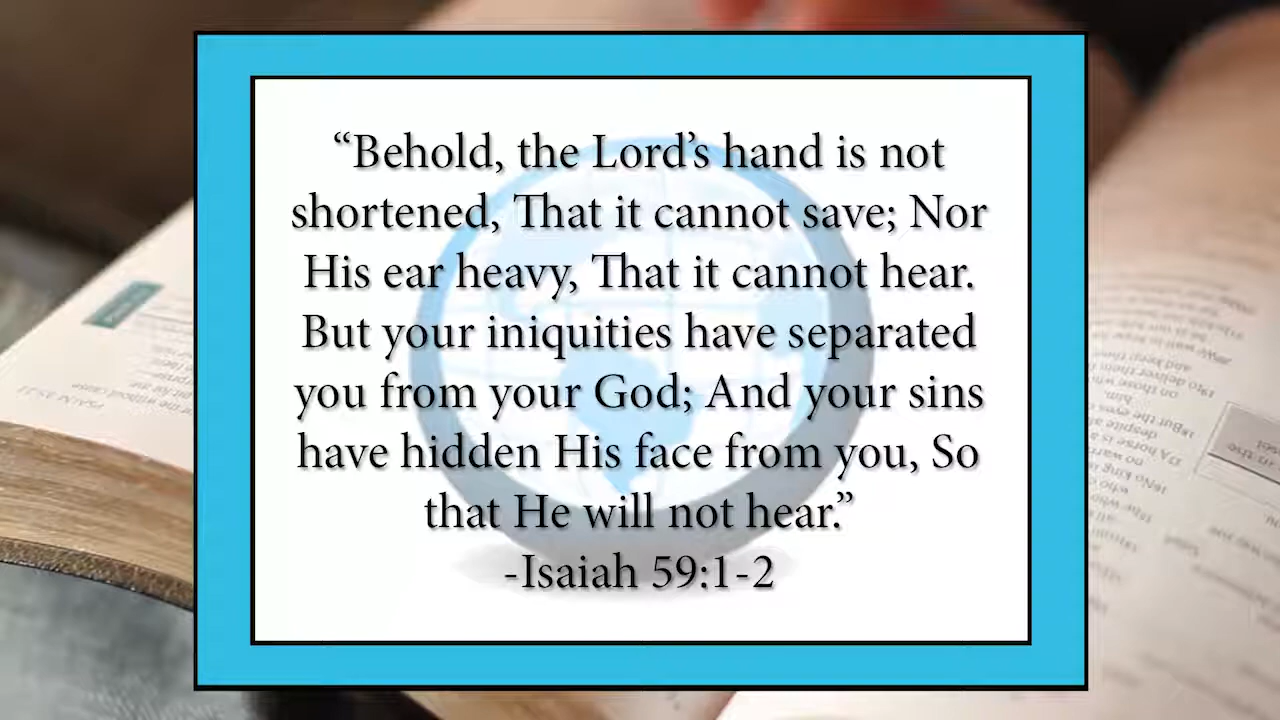 “Behold, the Lord’s hand is not
shortened, That it cannot save; Nor
His ear heavy, That it cannot hear.
But your iniquities have separated
you from your God; And your sins
have hidden His face from you, So
that He will not hear.”
-Isaiah 59:1-2